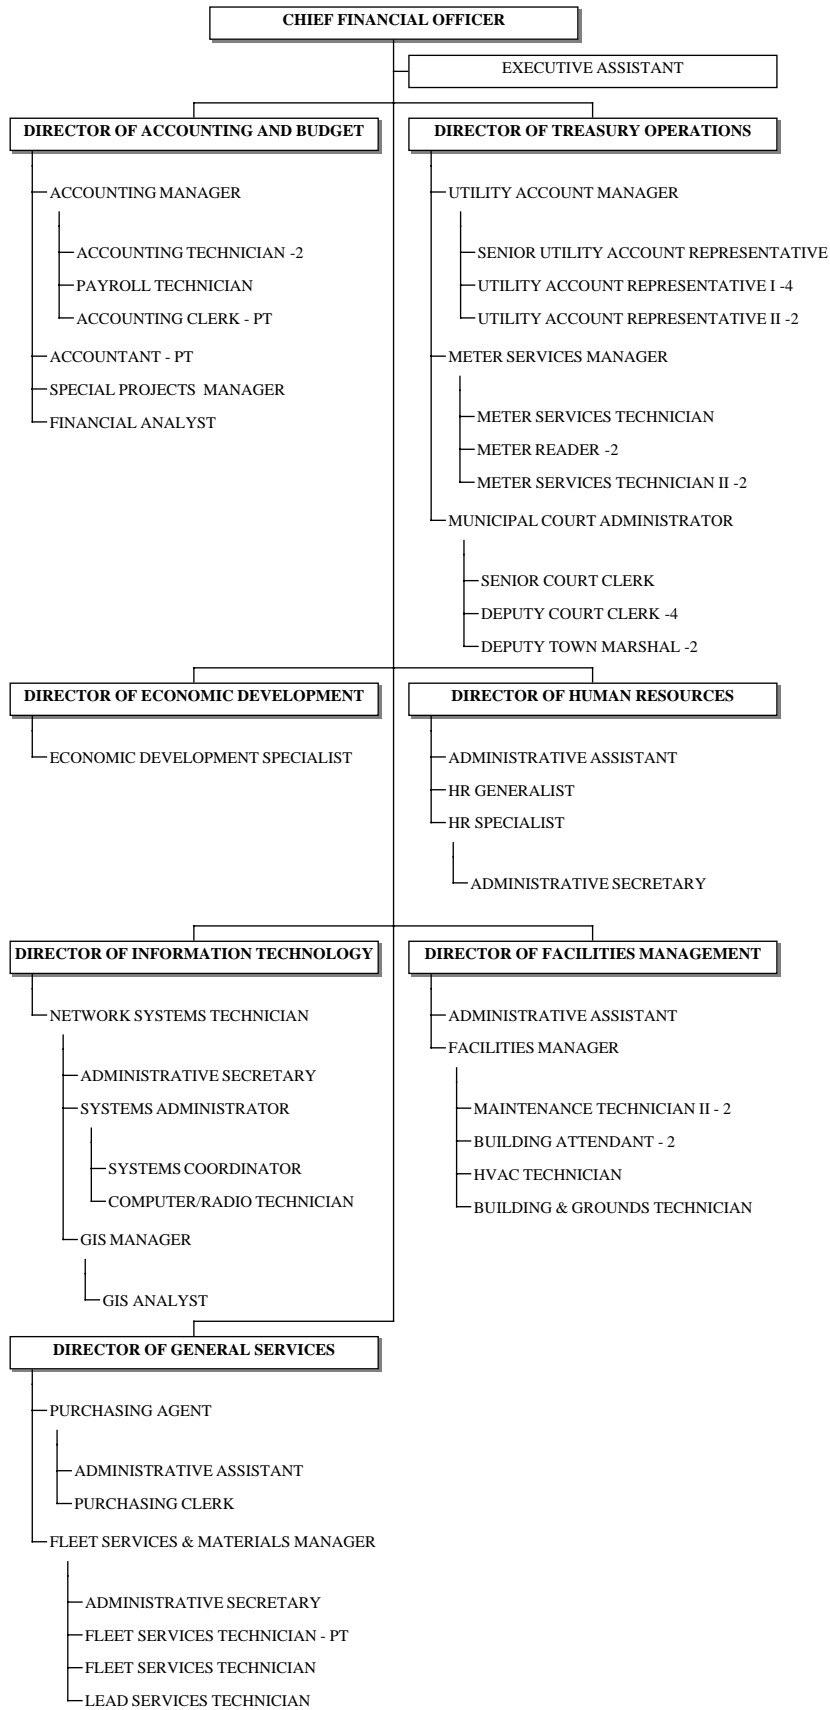 CHIEF FINANCIAL OFFICER
EXECUTIVE ASSISTANT
DIRECTOR OF ACCOUNTING AND BUDGET
ACCOUNTING MANAGER
ACCOUNTING TECHNICIAN -2
PAYROLL TECHNICIAN
ACCOUNTING CLERK - PT
ACCOUNTANT - PT
SPECIAL PROJECTS  MANAGER
FINANCIAL ANALYST
DIRECTOR OF TREASURY OPERATIONS
UTILITY ACCOUNT MANAGER
SENIOR UTILITY ACCOUNT REPRESENTATIVE
UTILITY ACCOUNT REPRESENTATIVE I -4
UTILITY ACCOUNT REPRESENTATIVE II -2
METER SERVICES MANAGER
METER SERVICES TECHNICIAN
METER READER -2
METER SERVICES TECHNICIAN II -2
MUNICIPAL COURT ADMINISTRATOR
SENIOR COURT CLERK
DEPUTY COURT CLERK -4
DEPUTY TOWN MARSHAL -2
DIRECTOR OF ECONOMIC DEVELOPMENT
ECONOMIC DEVELOPMENT SPECIALIST
DIRECTOR OF HUMAN RESOURCES
ADMINISTRATIVE ASSISTANT
HR GENERALIST
HR SPECIALIST
ADMINISTRATIVE SECRETARY
DIRECTOR OF INFORMATION TECHNOLOGY
NETWORK SYSTEMS TECHNICIAN
ADMINISTRATIVE SECRETARY
SYSTEMS ADMINISTRATOR
SYSTEMS COORDINATOR
COMPUTER/RADIO TECHNICIAN
GIS MANAGER
GIS ANALYST
DIRECTOR OF FACILITIES MANAGEMENT
ADMINISTRATIVE ASSISTANT
FACILITIES MANAGER
MAINTENANCE TECHNICIAN II - 2
BUILDING ATTENDANT - 2
HVAC TECHNICIAN
BUILDING & GROUNDS TECHNICIAN
DIRECTOR OF GENERAL SERVICES
PURCHASING AGENT
ADMINISTRATIVE ASSISTANT
PURCHASING CLERK
FLEET SERVICES & MATERIALS MANAGER
ADMINISTRATIVE SECRETARY
FLEET SERVICES TECHNICIAN - PT
FLEET SERVICES TECHNICIAN
LEAD SERVICES TECHNICIAN